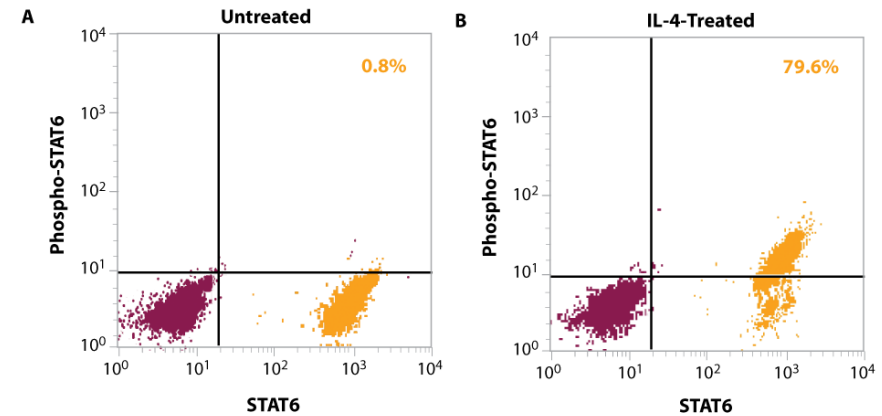 A
Untreated
0.8%
Phospho-STAT6
10⁴
10³
10²
10¹
10⁰
10⁰ 10¹ 10² 10³ 10⁴
STAT6
B
IL-4-Treated
79.6%
Phospho-STAT6
10⁴
10³
10²
10¹
10⁰
10⁰ 10¹ 10² 10³ 10⁴
STAT6